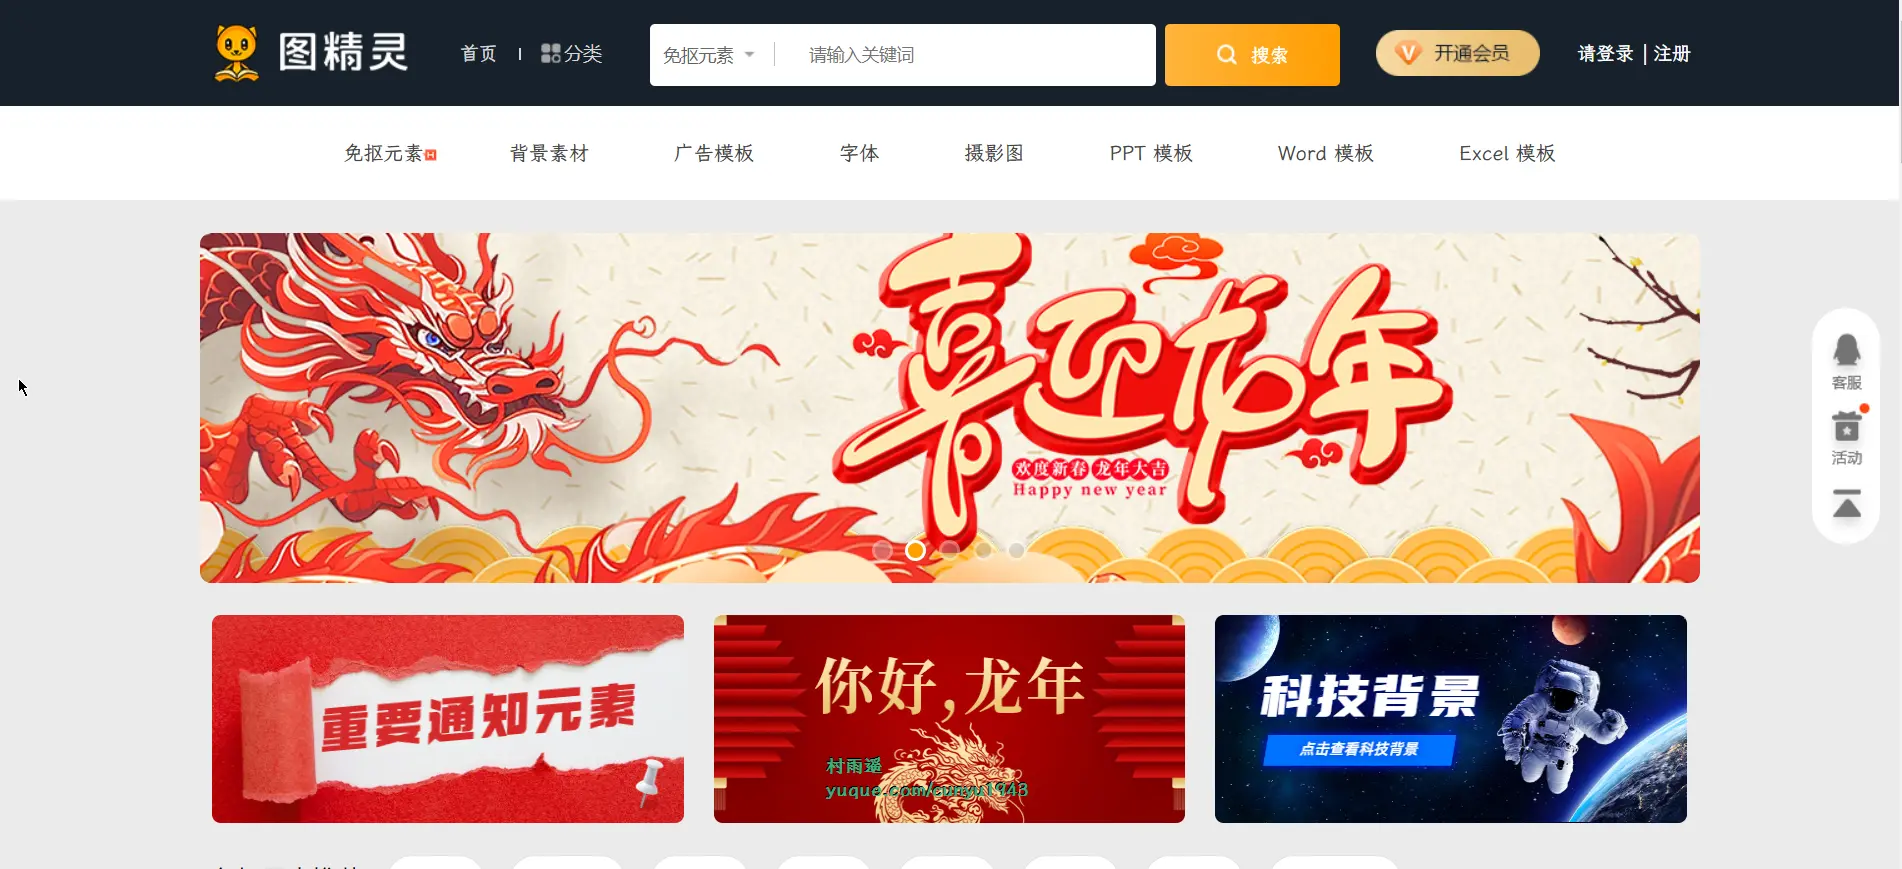 图精灵
首页 | 分类
免抠元素 请输入关键词
搜索
开通会员
请登录 | 注册
免抠元素 背景素材 广告模板 字体 摄影图 PPT 模板 Word 模板 Excel 模板
喜迎龙年
欢度新春 龙年大吉
Happy new year
客服
活动
重要通知元素
你好,龙年
村雨遥
yuque.com/cunyu1943
科技背景
点击查看科技背景